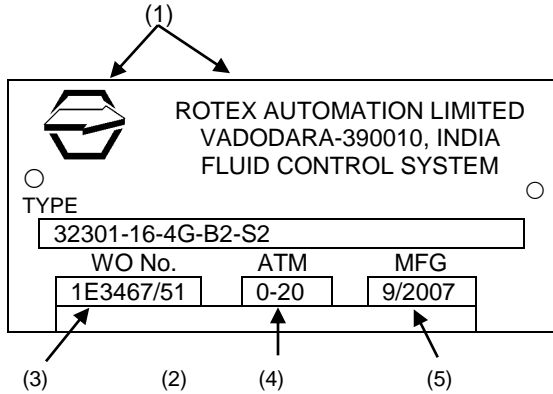 (1)
ROTEX AUTOMATION LIMITED
VADODARA-390010, INDIA
FLUID CONTROL SYSTEM
TYPE
32301-16-4G-B2-S2
WO No. ATM MFG
1E3467/51 0-20 9/2007
(3) (2) (4) (5)